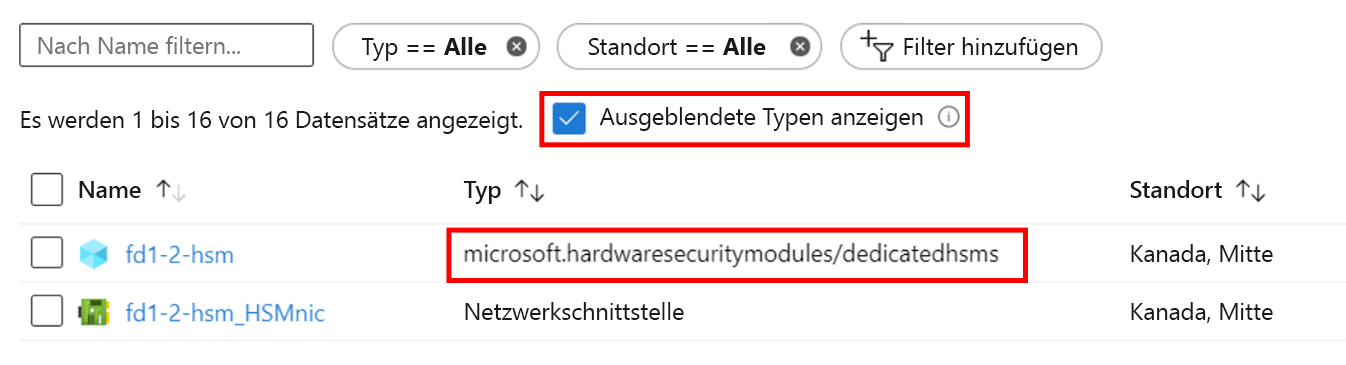 Nach Name filtern... Typ == Alle Standort == Alle Filter hinzufügen
Es werden 1 bis 16 von 16 Datensätze angezeigt. Ausgeblendete Typen anzeigen
Name Typ Standort
fd1-2-hsm microsoft.hardwaresecuritymodules/dedicatedhsms Kanada, Mitte
fd1-2-hsm_HSMnic Netzwerkschnittstelle Kanada, Mitte